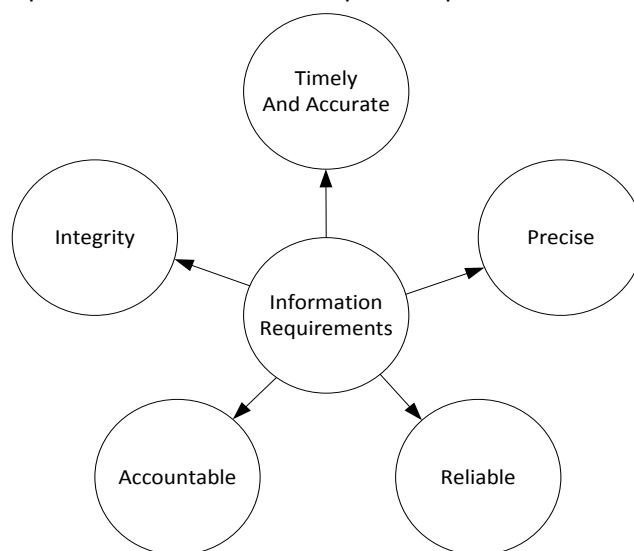 Timely
And Accurate
Integrity
Precise
Information
Requirements
Accountable
Reliable